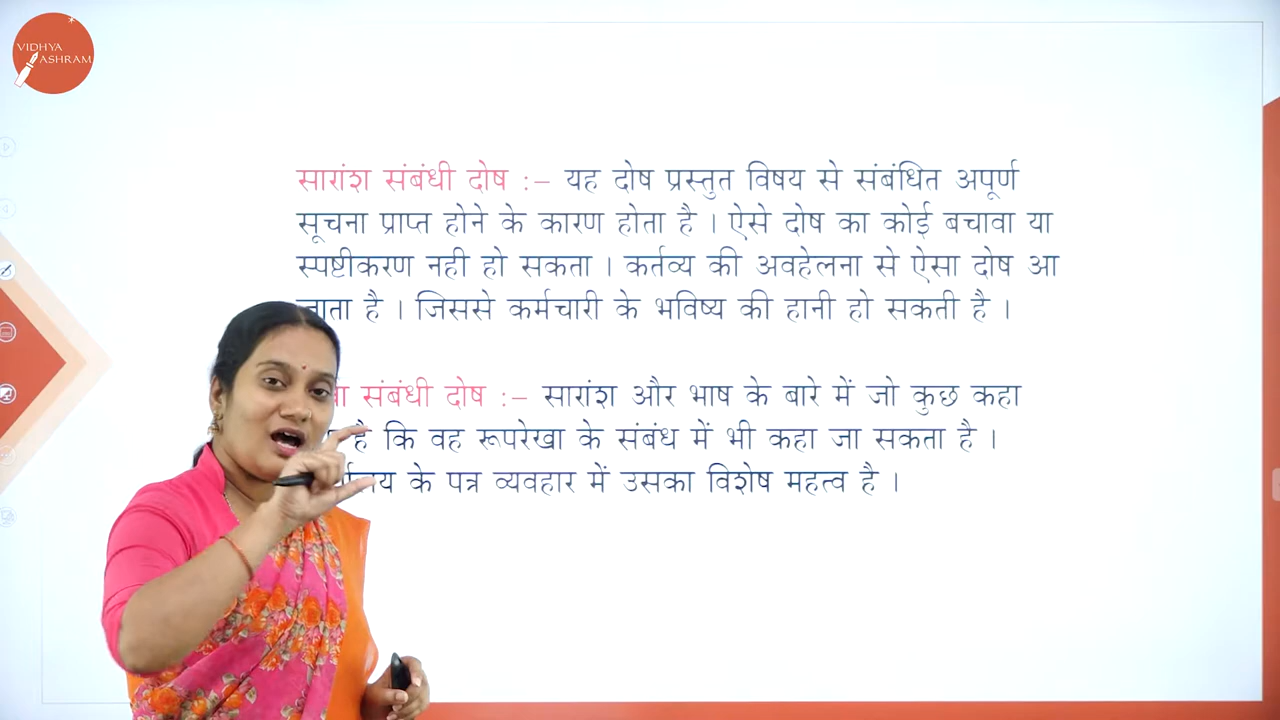 VIDHYA
ASHRAM
सारांश संबंधी दोष :– यह दोष प्रस्तुत विषय से संबंधित अपूर्ण
सूचना प्राप्त होने के कारण होता है । ऐसे दोष का कोई बचावा या
स्पष्टीकरण नही हो सकता । कर्तव्य की अवहेलना से ऐसा दोष आ
जाता है । जिससे कर्मचारी के भविष्य की हानी हो सकती है ।
संबंधी दोष :– सारांश और भाष के बारे में जो कुछ कहा
है कि वह रूपरेखा के संबंध में भी कहा जा सकता है ।
के पत्र व्यवहार में उसका विशेष महत्व है ।